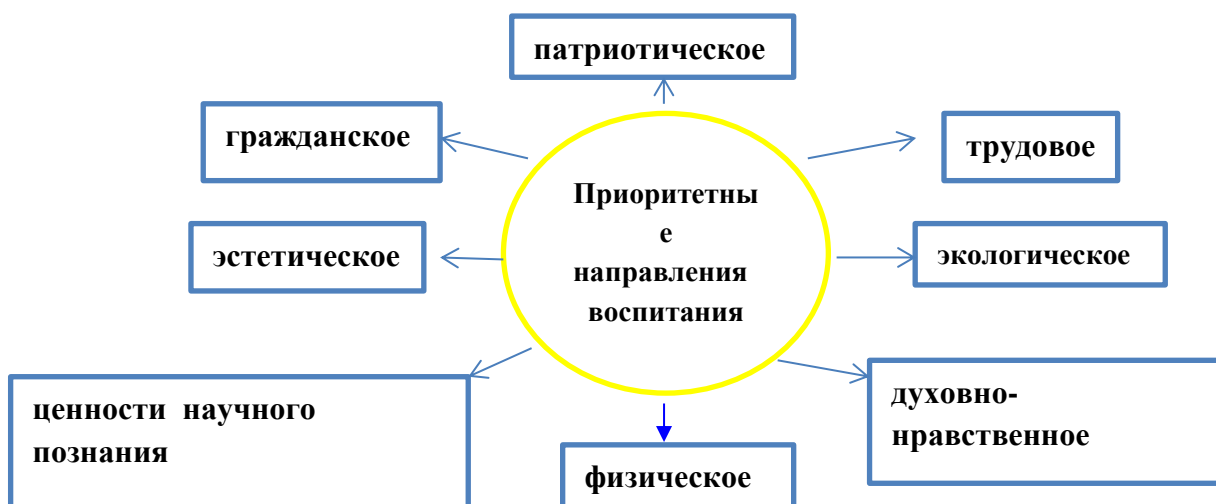 патриотическое
гражданское
трудовое
Приоритетны
е
направления
воспитания
эстетическое
экологическое
ценности научного
познания
духовно-
нравственное
физическое